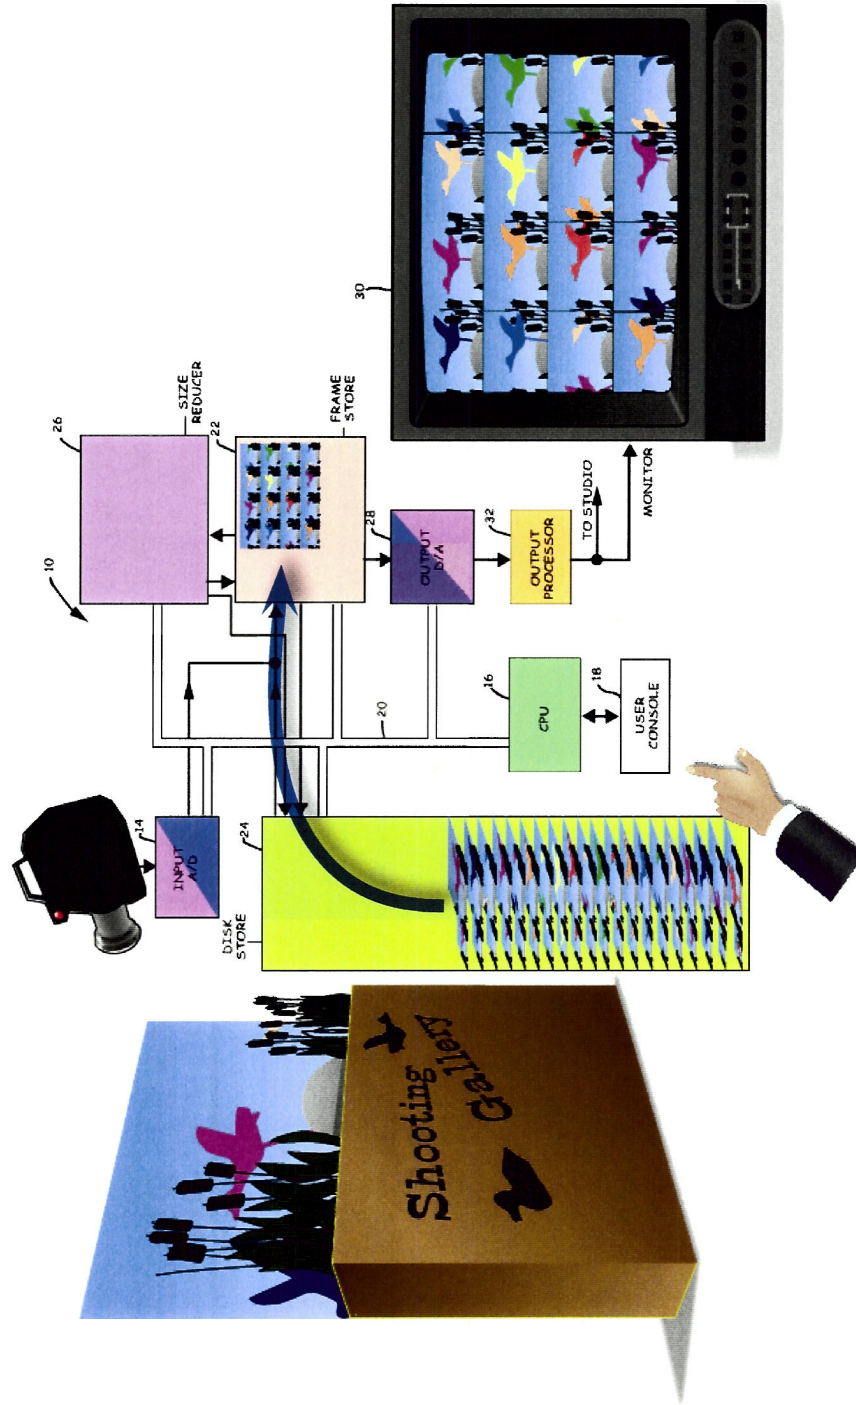 10
Shooting
Gallery
14
INPUT
A/D
DISK
STORE
24
26
SIZE
REDUCER
22
FRAME
STORE
20
28
OUTPUT
D/A
32
OUTPUT
PROCESSOR
TO STUDIO
MONITOR
16
CPU
18
USER
CONSOLE
30